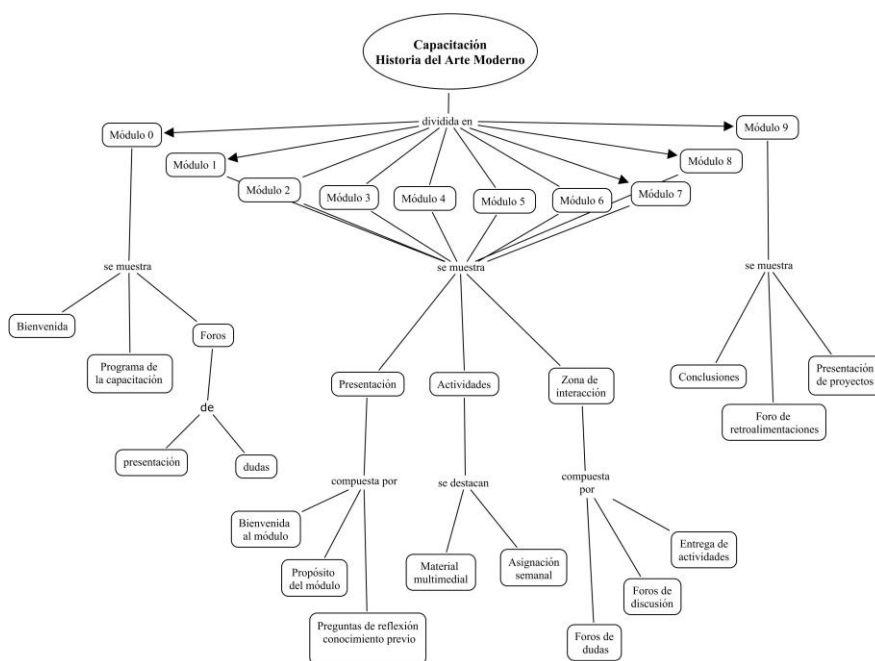 Capacitación
Historia del Arte Moderno
dividida en
Módulo 0
Módulo 9
Módulo 1
Módulo 8
Módulo 2
Módulo 3
Módulo 4
Módulo 5
Módulo 6
Módulo 7
se muestra
se muestra
se muestra
Bienvenida
Foros
Programa de
la capacitación
de
presentación
dudas
Presentación
Actividades
Zona de
interacción
Conclusiones
Presentación
de proyectos
Foro de
retroalimentaciones
compuesta por
se destacan
compuesta
por
Bienvenida
al módulo
Propósito
del módulo
Preguntas de reflexión
conocimiento previo
Material
multimedial
Asignación
semanal
Entrega de
actividades
Foros de
discusión
Foros de
dudas